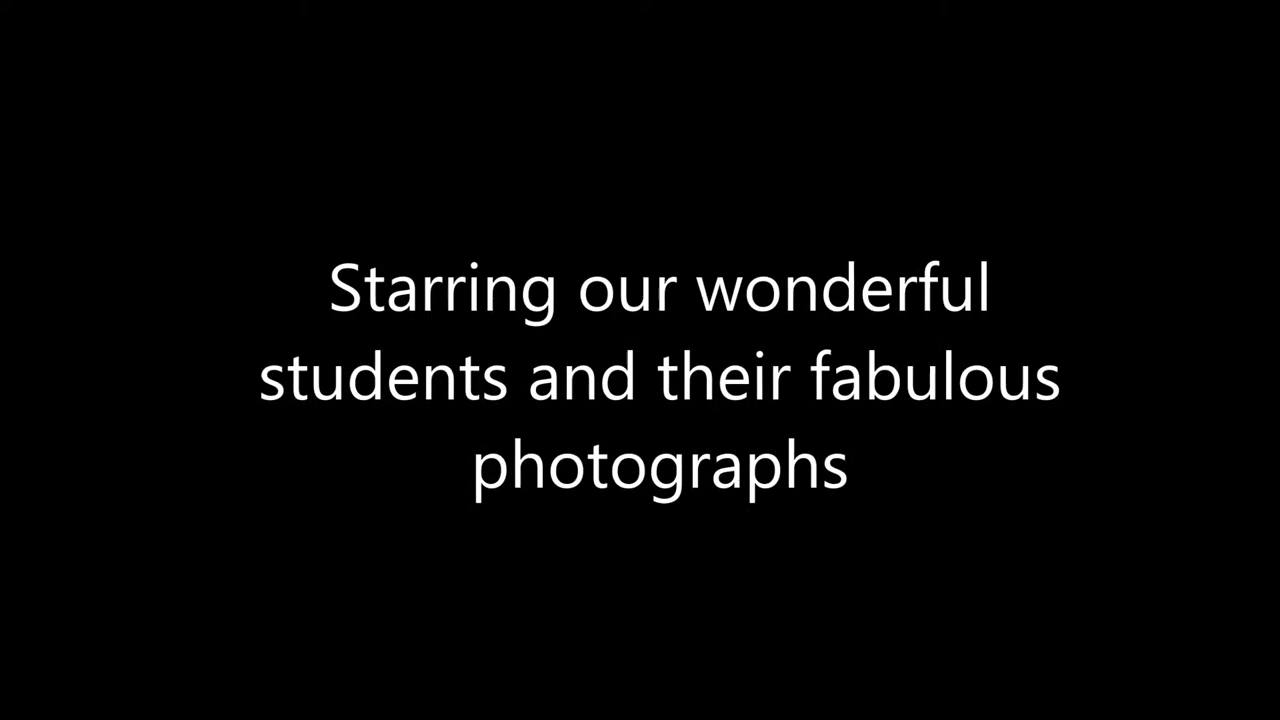 Starring our wonderful
students and their fabulous
photographs